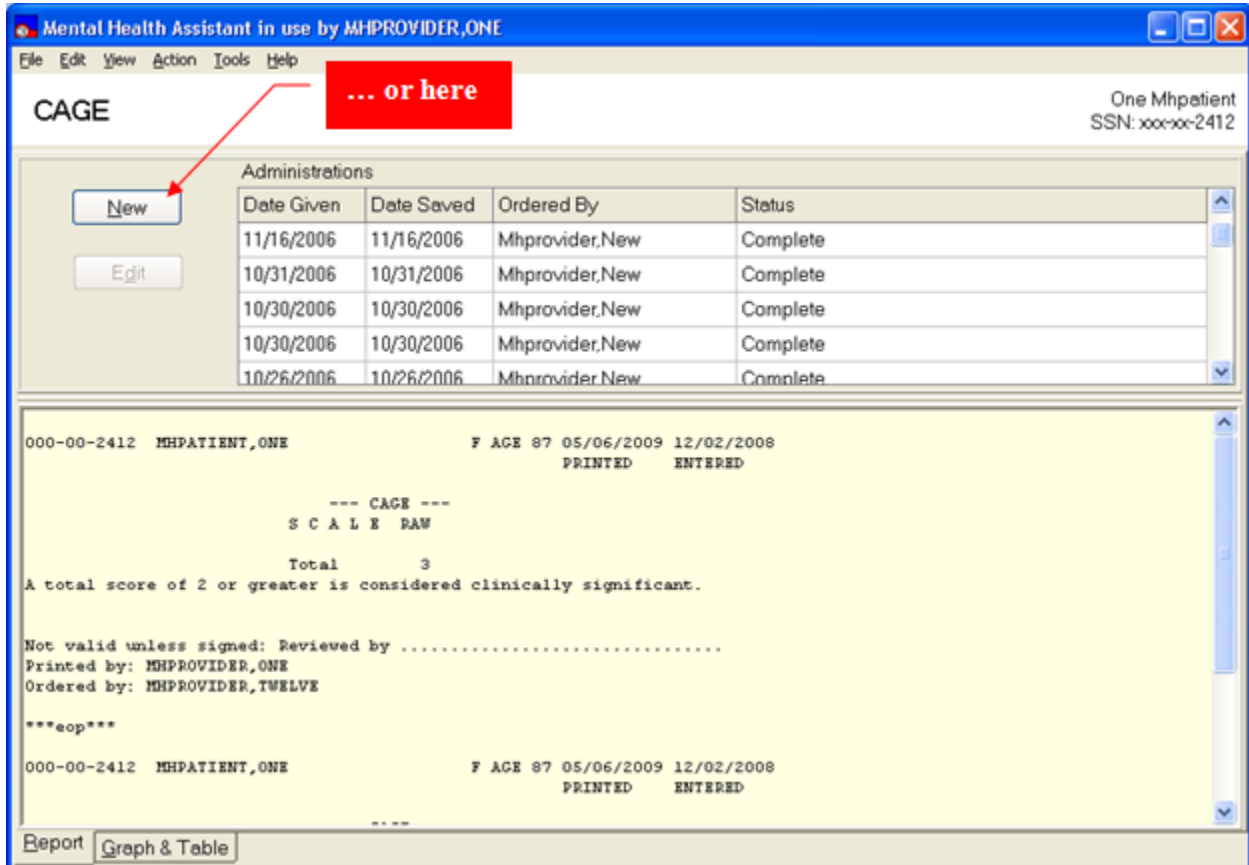 Mental Health Assistant in use by MHPROVIDER,ONE
File Edit View Action Tools Help
... or here
CAGE
One Mhpatient
SSN: xxx-xx-2412
Administrations
New
Edit
Date Given Date Saved Ordered By Status
11/16/2006 11/16/2006 Mhprovider,New Complete
10/31/2006 10/31/2006 Mhprovider,New Complete
10/30/2006 10/30/2006 Mhprovider,New Complete
10/30/2006 10/30/2006 Mhprovider,New Complete
10/26/2006 10/26/2006 Mhprovider,New Complete
000-00-2412 MHPATIENT,ONE F AGE 87 05/06/2009 12/02/2008
PRINTED ENTERED
--- CAGE ---
S C A L E RAW
Total 3
A total score of 2 or greater is considered clinically significant.
Not valid unless signed: Reviewed by ................................
Printed by: MHPROVIDER,ONE
Ordered by: MHPROVIDER,TWELVE
***eop***
000-00-2412 MHPATIENT,ONE F AGE 87 05/06/2009 12/02/2008
PRINTED ENTERED
Report Graph & Table